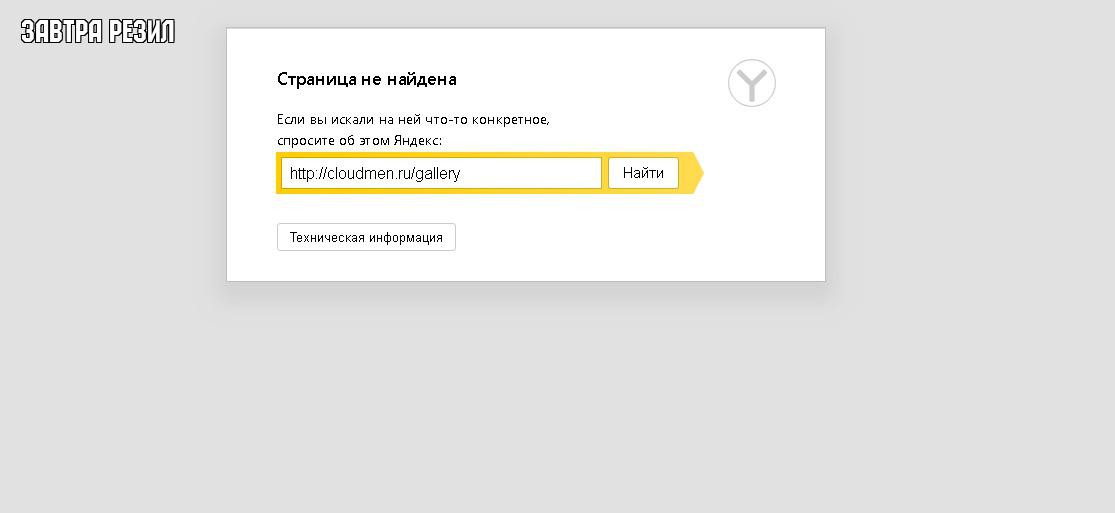 ЗАВТРА РЕЗИЛ
Страница не найдена
Если вы искали на ней что-то конкретное,
спросите об этом Яндекс:
http://cloudmen.ru/gallery
Найти
Техническая информация